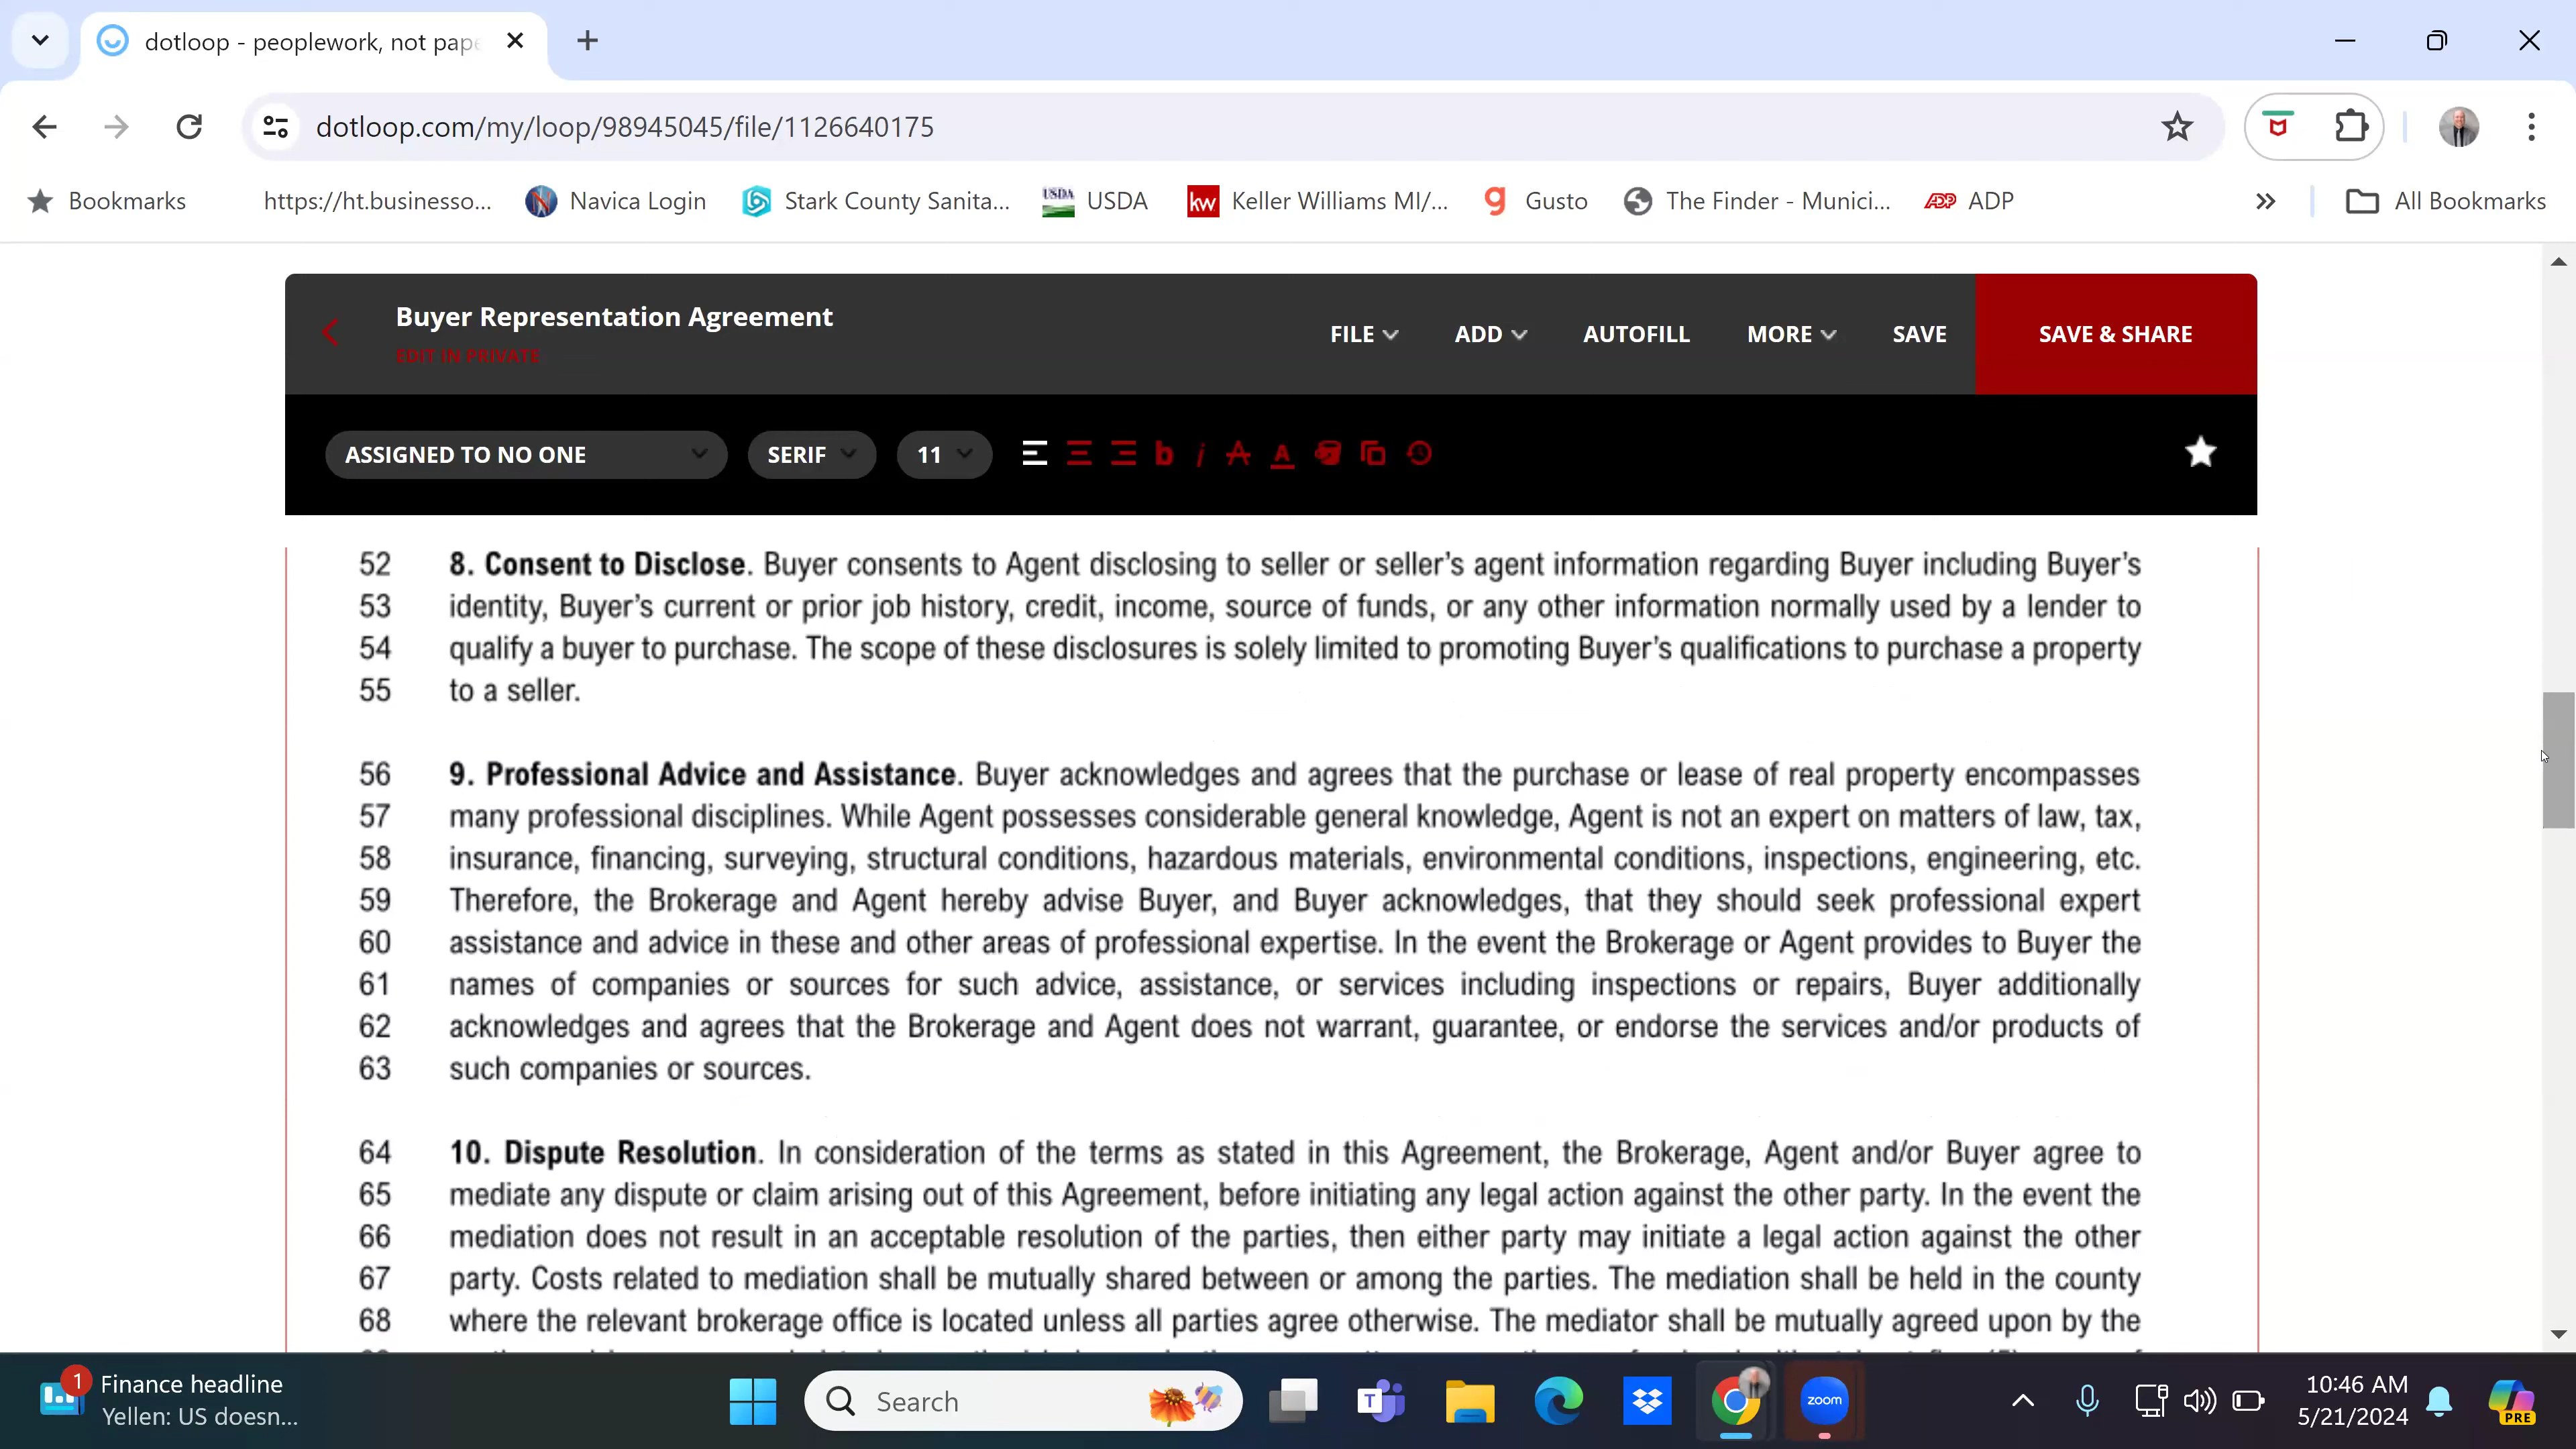 dotloop - peoplework, not pape
dotloop.com/my/loop/98945045/file/1126640175
Bookmarks
https://ht.businesso...
Navica Login
Stark County Sanita...
USDA
USDA
kw
Keller Williams MI/...
Gusto
The Finder - Munici...
ADP
ADP
All Bookmarks
Buyer Representation Agreement
EDIT IN PRIVATE
FILE
ADD
AUTOFILL
MORE
SAVE
SAVE & SHARE
ASSIGNED TO NO ONE
SERIF
11
b
i
A
A
52 8. Consent to Disclose. Buyer consents to Agent disclosing to seller or seller’s agent information regarding Buyer including Buyer’s
53 identity, Buyer’s current or prior job history, credit, income, source of funds, or any other information normally used by a lender to
54 qualify a buyer to purchase. The scope of these disclosures is solely limited to promoting Buyer’s qualifications to purchase a property
55 to a seller.
56 9. Professional Advice and Assistance. Buyer acknowledges and agrees that the purchase or lease of real property encompasses
57 many professional disciplines. While Agent possesses considerable general knowledge, Agent is not an expert on matters of law, tax,
58 insurance, financing, surveying, structural conditions, hazardous materials, environmental conditions, inspections, engineering, etc.
59 Therefore, the Brokerage and Agent hereby advise Buyer, and Buyer acknowledges, that they should seek professional expert
60 assistance and advice in these and other areas of professional expertise. In the event the Brokerage or Agent provides to Buyer the
61 names of companies or sources for such advice, assistance, or services including inspections or repairs, Buyer additionally
62 acknowledges and agrees that the Brokerage and Agent does not warrant, guarantee, or endorse the services and/or products of
63 such companies or sources.
64 10. Dispute Resolution. In consideration of the terms as stated in this Agreement, the Brokerage, Agent and/or Buyer agree to
65 mediate any dispute or claim arising out of this Agreement, before initiating any legal action against the other party. In the event the
66 mediation does not result in an acceptable resolution of the parties, then either party may initiate a legal action against the other
67 party. Costs related to mediation shall be mutually shared between or among the parties. The mediation shall be held in the county
68 where the relevant brokerage office is located unless all parties agree otherwise. The mediator shall be mutually agreed upon by the
1
Finance headline
Yellen: US doesn...
Search
T
zoom
10:46 AM
5/21/2024
PRE